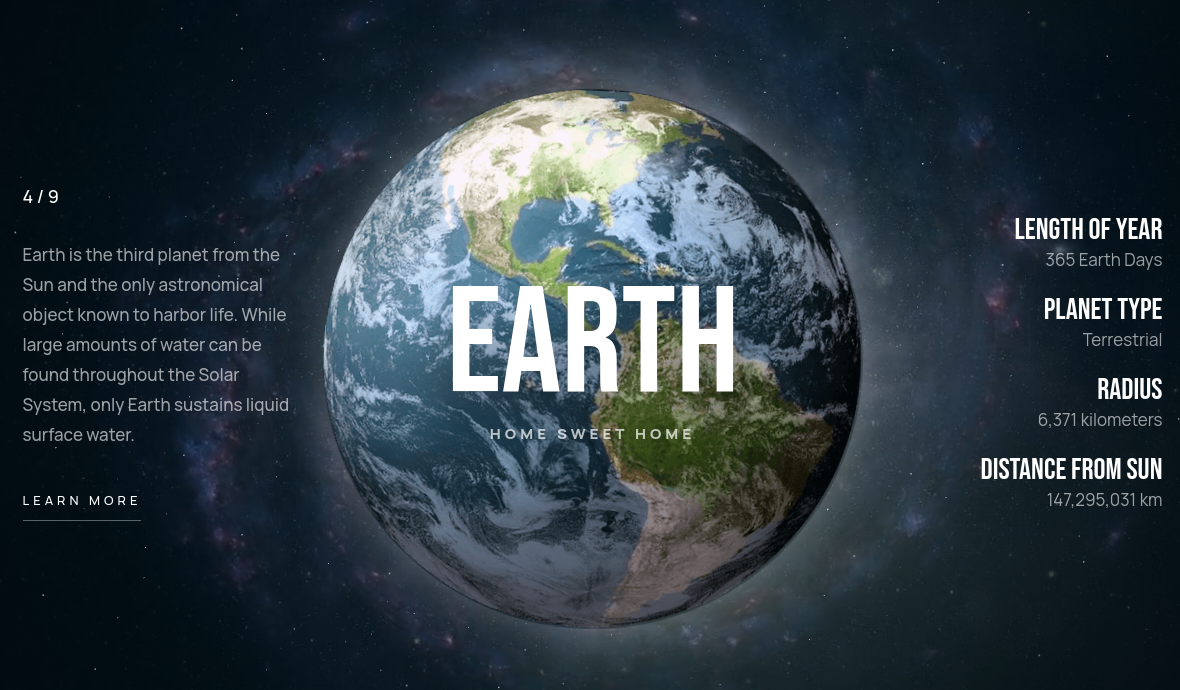 4 / 9
Earth is the third planet from the
Sun and the only astronomical
object known to harbor life. While
large amounts of water can be
found throughout the Solar
System, only Earth sustains liquid
surface water.
LEARN MORE
EARTH
HOME SWEET HOME
LENGTH OF YEAR
365 Earth Days
PLANET TYPE
Terrestrial
RADIUS
6,371 kilometers
DISTANCE FROM SUN
147,295,031 km